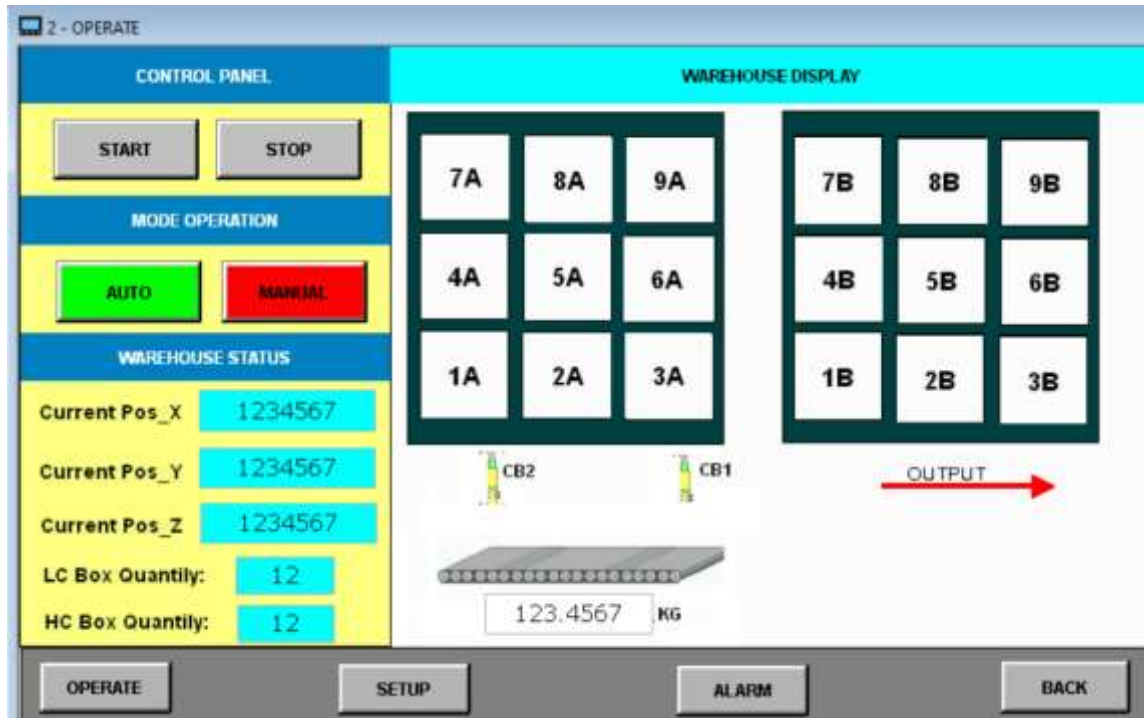 2 - OPERATE
CONTROL PANEL
WAREHOUSE DISPLAY
START
STOP
MODE OPERATION
AUTO
MANUAL
WAREHOUSE STATUS
Current Pos_X 1234567
Current Pos_Y 1234567
Current Pos_Z 1234567
LC Box Quantily: 12
HC Box Quantily: 12
7A 8A 9A
4A 5A 6A
1A 2A 3A
7B 8B 9B
4B 5B 6B
1B 2B 3B
CB2
CB1
OUTPUT
123.4567 KG
OPERATE
SETUP
ALARM
BACK